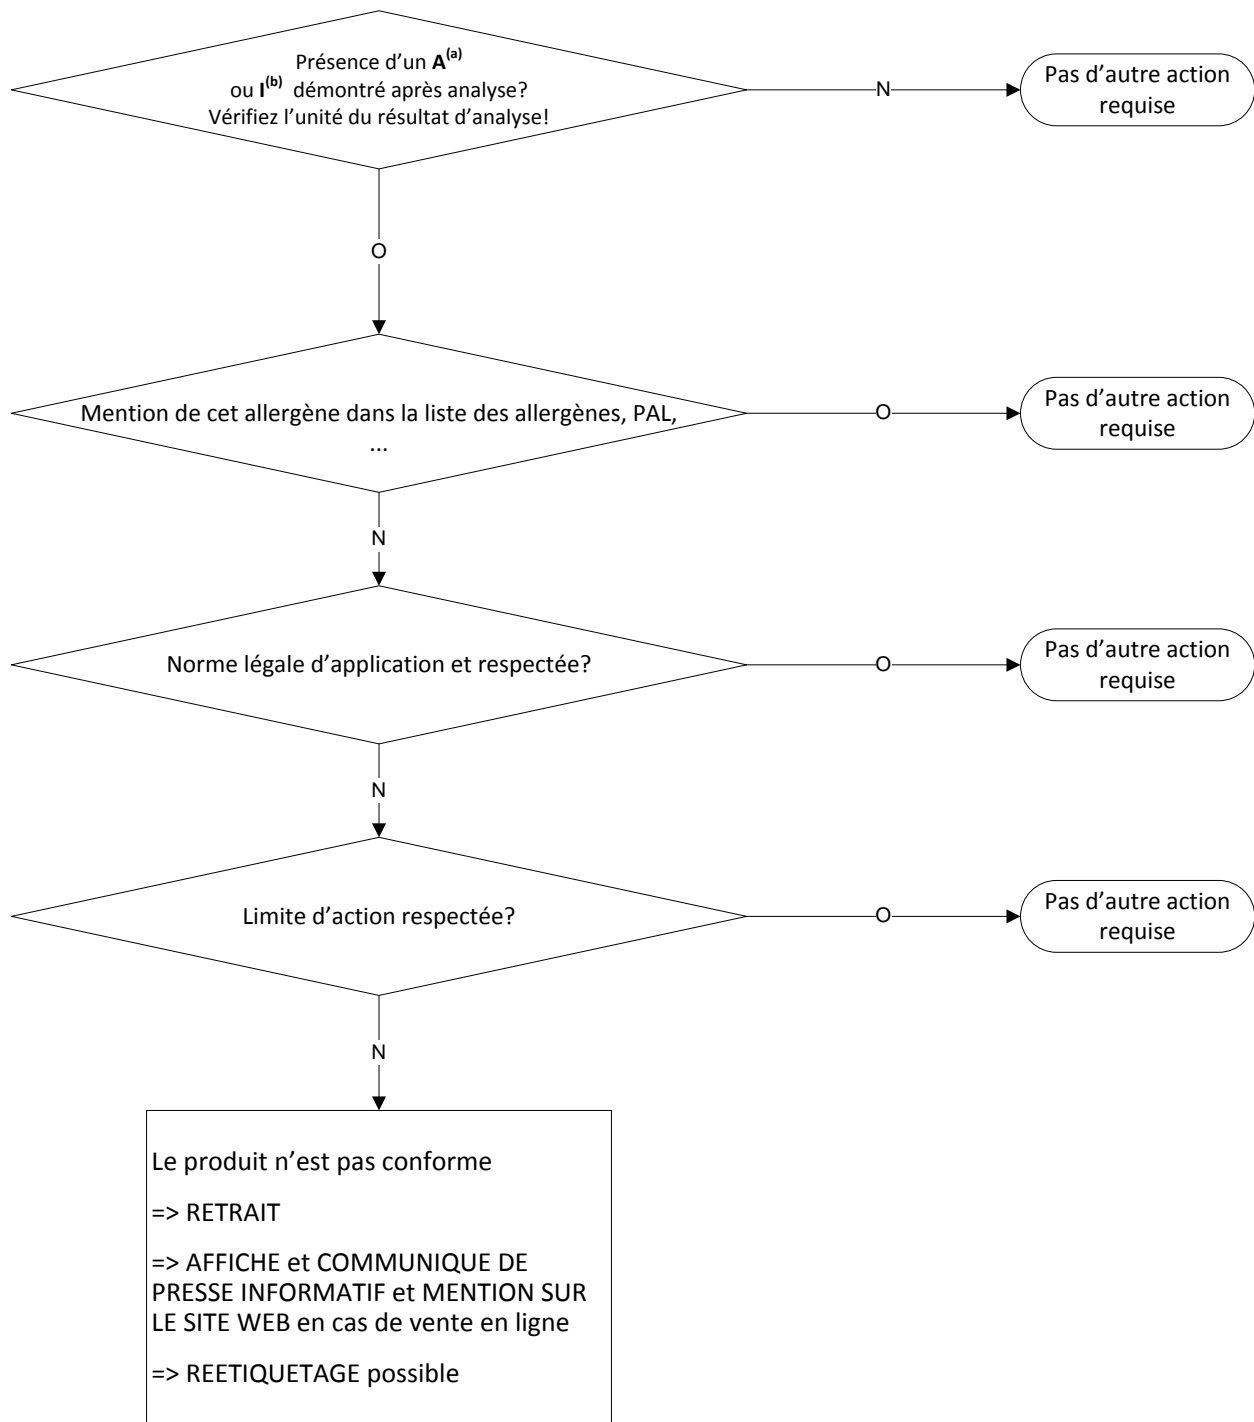 Présence d'un A(a)
ou I(b) démontré après analyse?
Vérifiez l'unité du résultat d'analyse!
N
Pas d'autre action
requise
O
Mention de cet allergène dans la liste des allergènes, PAL,
...
O
Pas d'autre action
requise
N
Norme légale d'application et respectée?
O
Pas d'autre action
requise
N
Limite d'action respectée?
O
Pas d'autre action
requise
N
Le produit n'est pas conforme
=> RETRAIT
=> AFFICHE et COMMUNIQUE DE
PRESSE INFORMATIF et MENTION SUR
LE SITE WEB en cas de vente en ligne
=> REETIQUETAGE possible